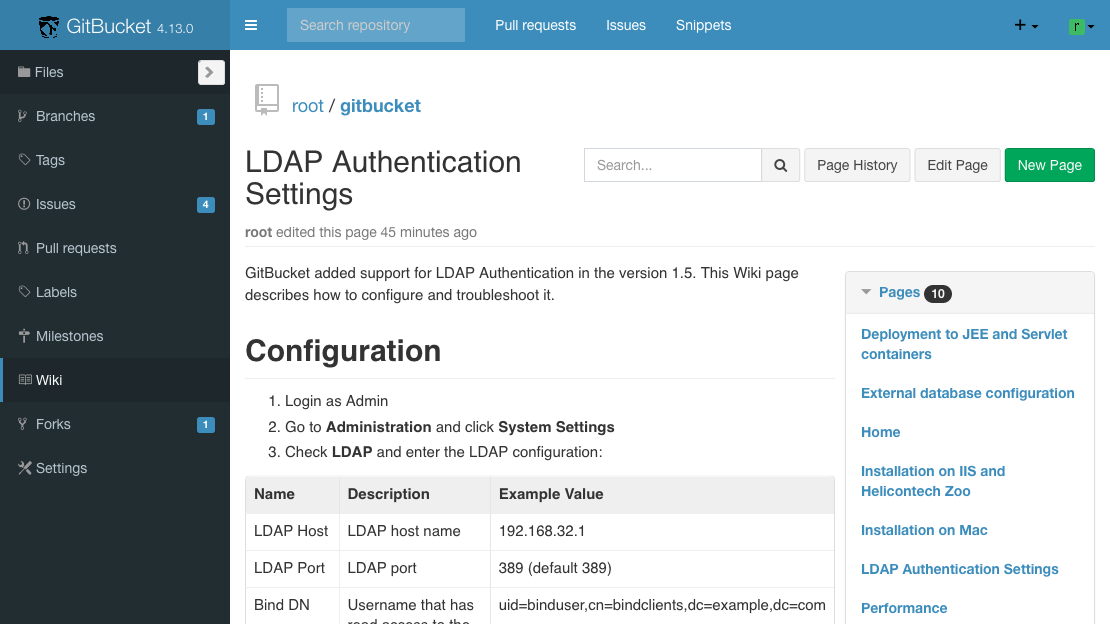 GitBucket 4.13.0
Search repository
Pull requests
Issues
Snippets
r
Files
Branches
1
Tags
Issues
4
Pull requests
Labels
Milestones
Wiki
Forks
1
Settings
root / gitbucket
LDAP Authentication
Settings
Search...
Page History
Edit Page
New Page
root edited this page 45 minutes ago
GitBucket added support for LDAP Authentication in the version 1.5. This Wiki page
describes how to configure and troubleshoot it.
Configuration
1. Login as Admin
2. Go to Administration and click System Settings
3. Check LDAP and enter the LDAP configuration:
Name Description Example Value
LDAP Host LDAP host name 192.168.32.1
LDAP Port LDAP port 389 (default 389)
Bind DN Username that has uid=binduser,cn=bindclients,dc=example,dc=com
read access to the
Pages 10
Deployment to JEE and Servlet
containers
External database configuration
Home
Installation on IIS and
Helicontech Zoo
Installation on Mac
LDAP Authentication Settings
Performance